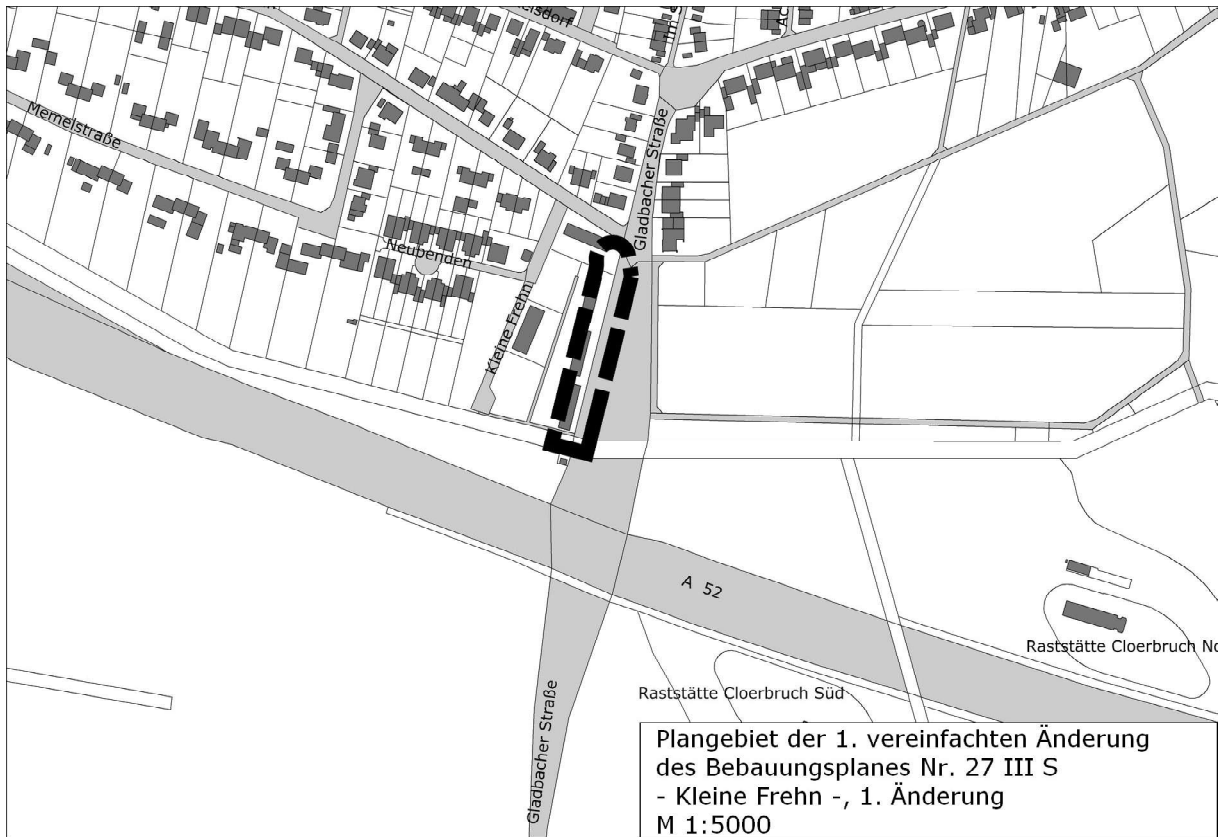 Memelstraße
Neubenden
Kleine Frehn
Gladbacher Straße
A 52
Raststätte Cloerbruch
Raststätte Cloerbruch Süd
Gladbacher Straße
Plangebiet der 1. vereinfachten Änderung
des Bebauungsplanes Nr. 27 III S
- Kleine Frehn -, 1. Änderung
M 1:5000